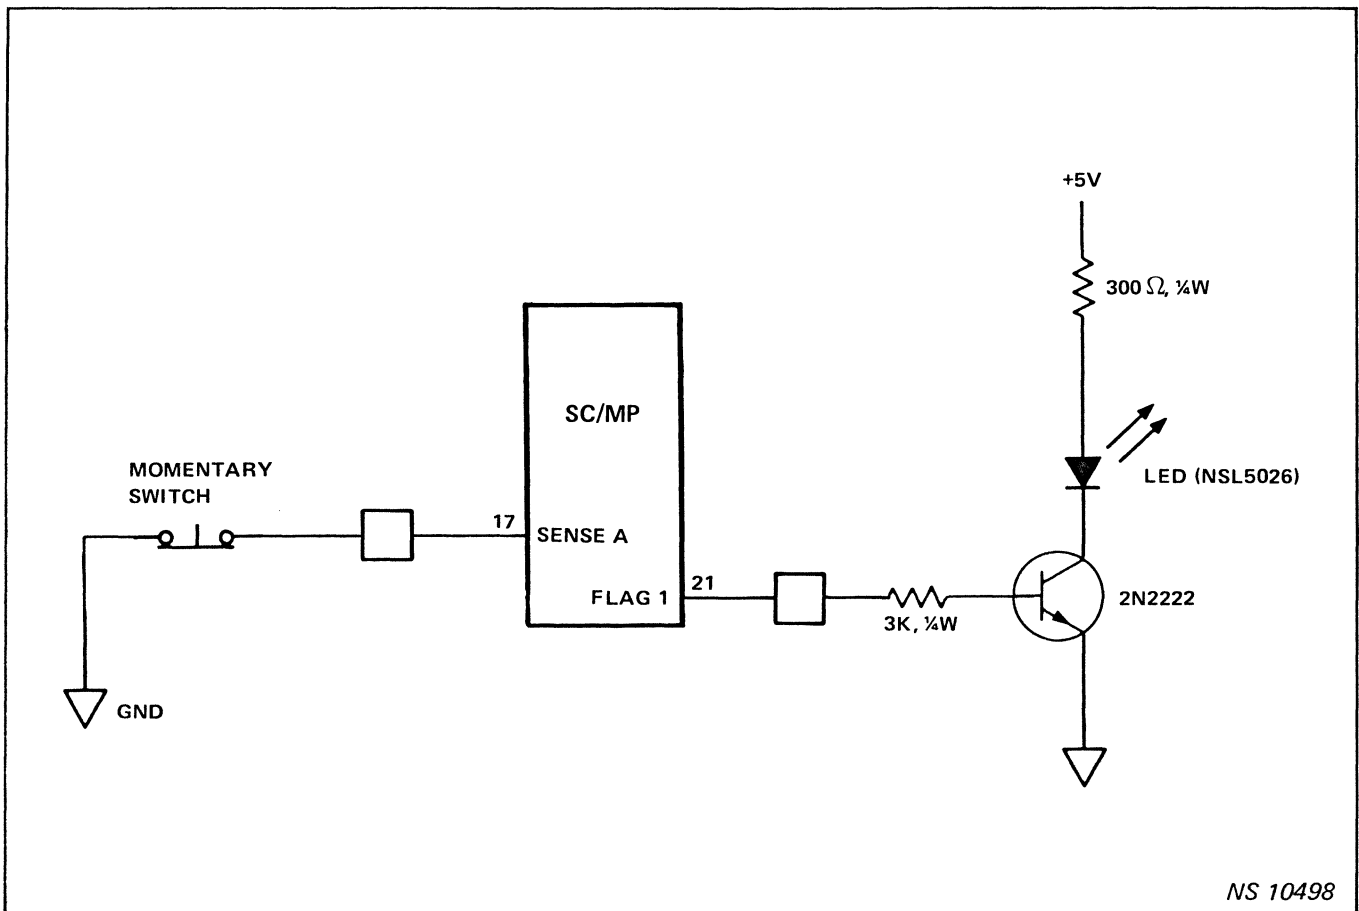 +5V
300 Ω, ¼W
SC/MP
MOMENTARY
SWITCH
LED (NSL5026)
17
SENSE A
FLAG 1
21
2N2222
3K, ¼W
GND
NS 10498